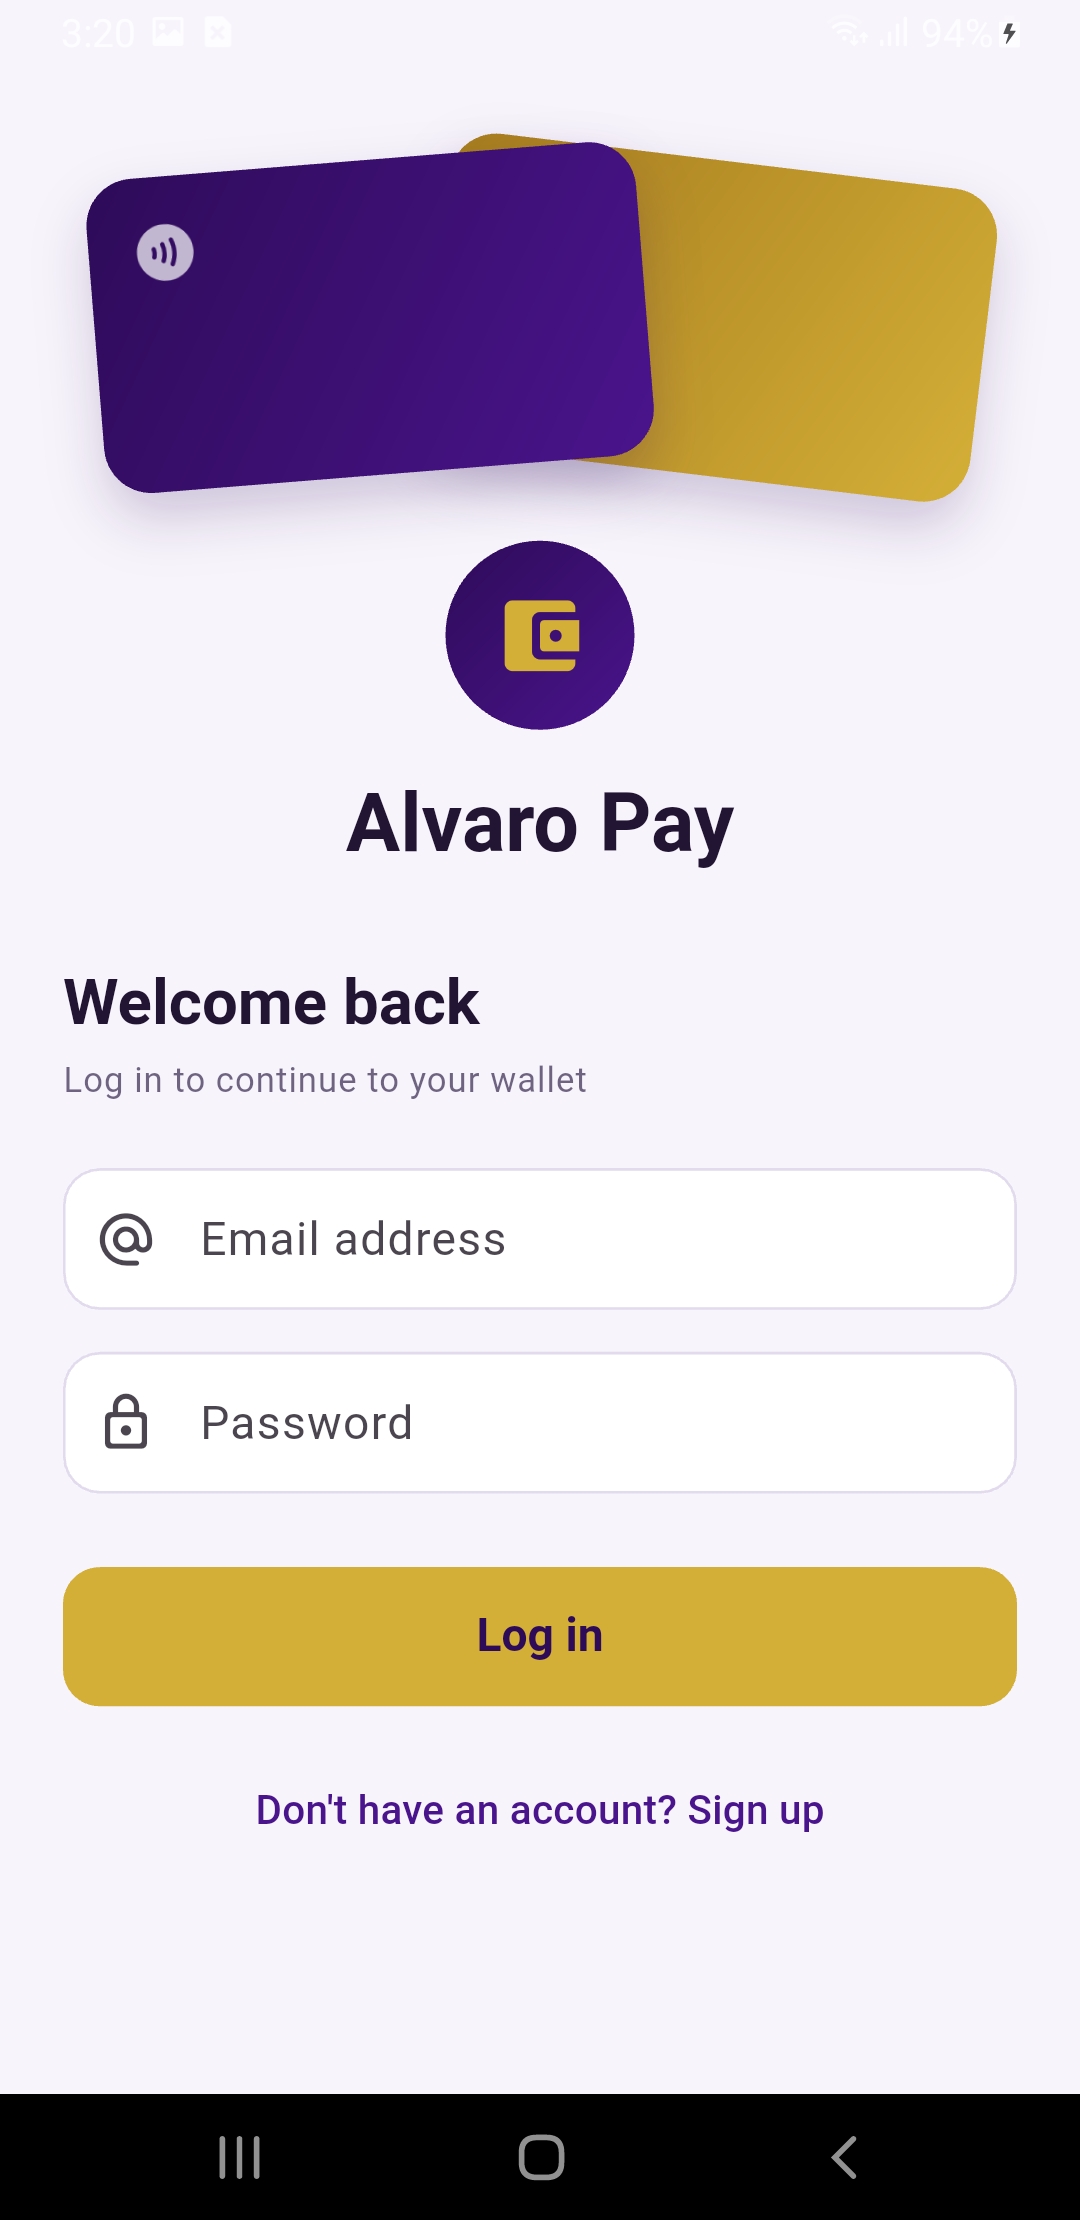 3:20
94%
Alvaro Pay
Welcome back
Log in to continue to your wallet
Email address
Password
Log in
Don't have an account? Sign up